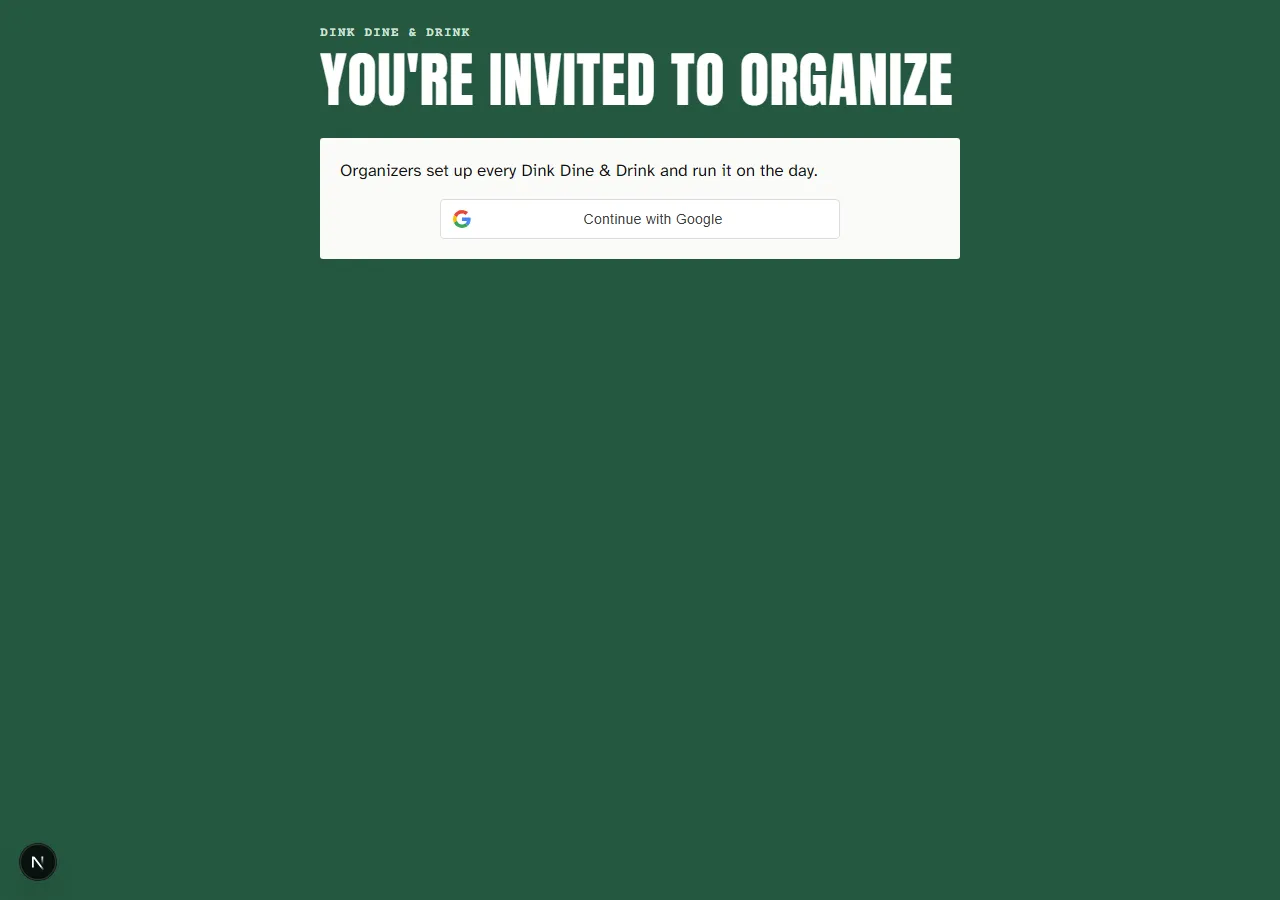 DINK DINE & DRINK
YOU'RE INVITED TO ORGANIZE
Organizers set up every Dink Dine & Drink and run it on the day.
Continue with Google
N